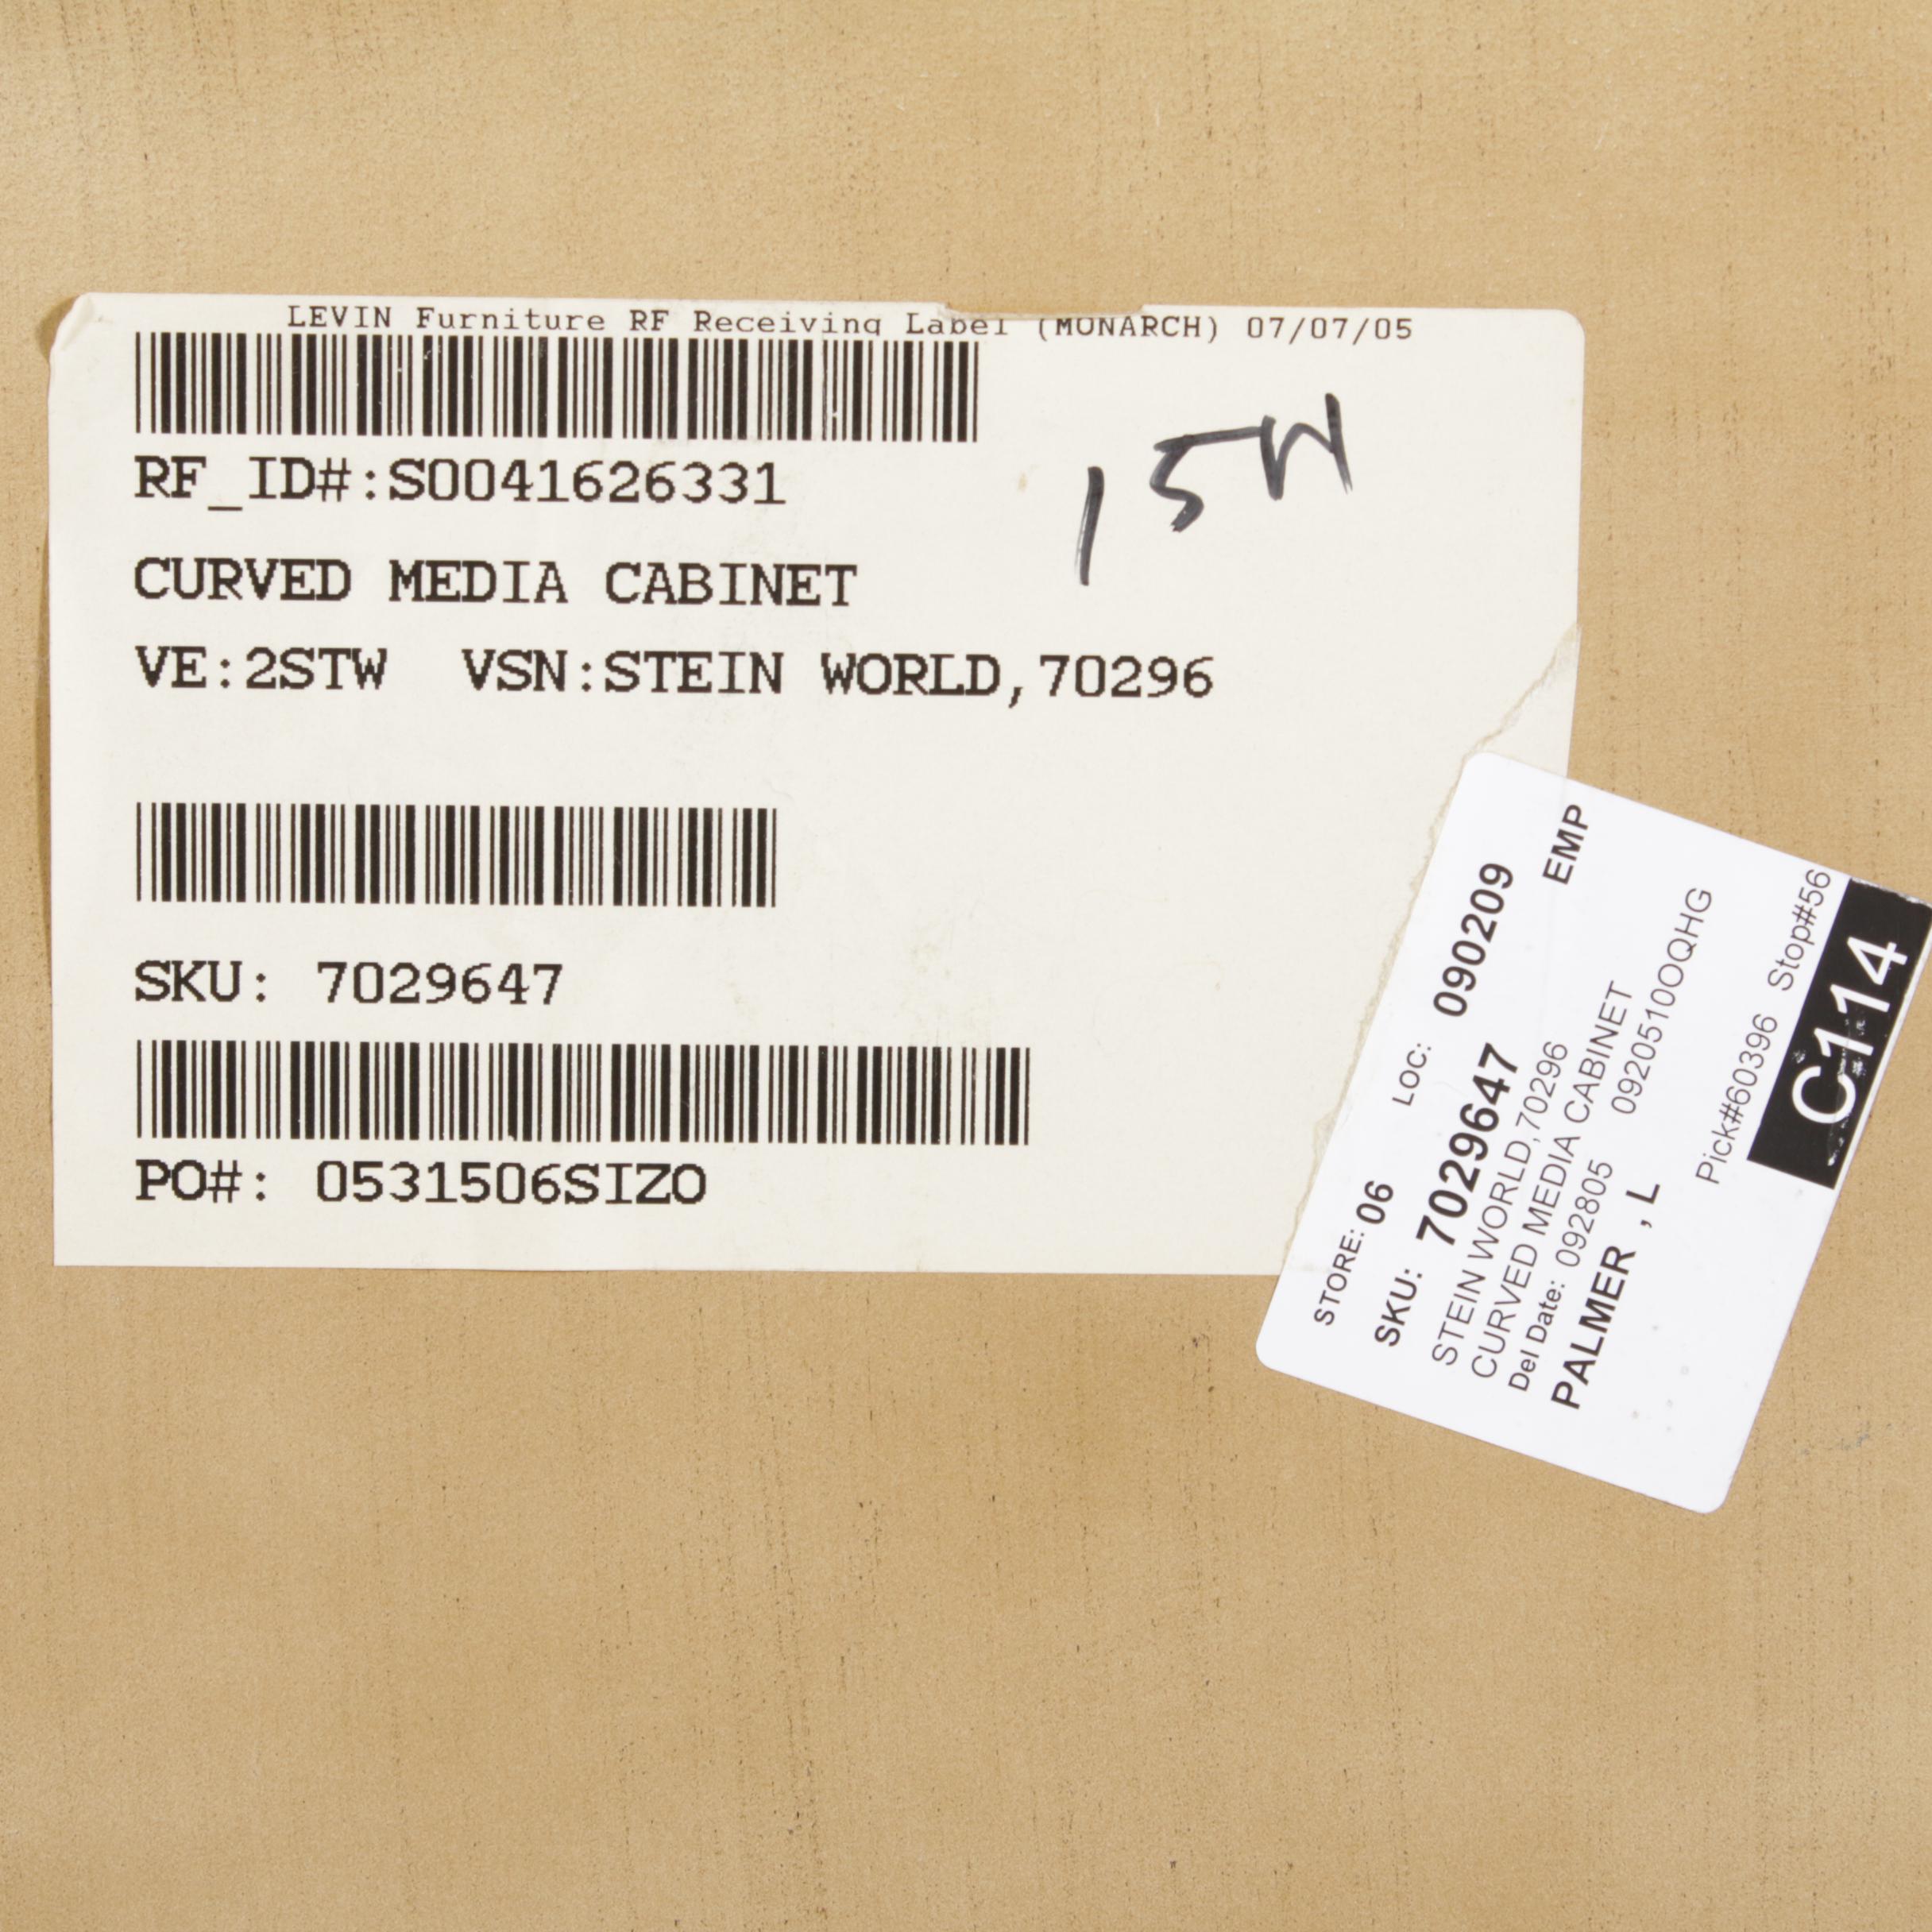 LEVIN Furniture RF Receiving Label (MONARCH) 07/07/05
RF_ID#:S0041626331
CURVED MEDIA CABINET
VE:2STW VSN:STEIN WORLD,70296
SKU: 7029647
PO#: 0531506SIZO
STORE: 06 LOC: 090209
SKU: 7029647 EMP
STEIN WORLD,70296
CURVED MEDIA CABINET
Del Date: 092805 0920510OQHG
PALMER ,L
Pick#60396 Stop#56
C114